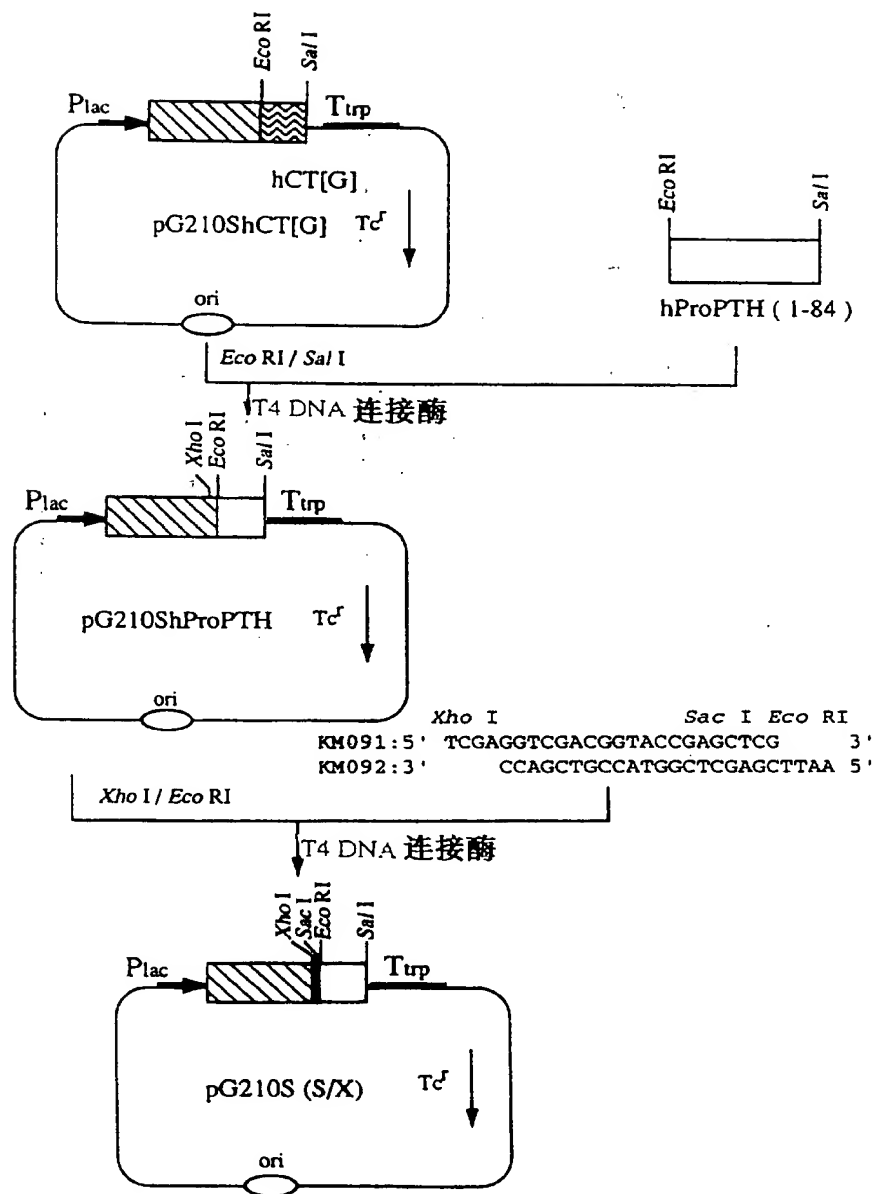 Eco RI
Sal I
Plac
Ttrp
hCT[G]
pG210ShCT[G]
Tcʳ
ori
Eco RI
Sal I
hProPTH ( 1-84 )
Eco RI / Sal I
T4 DNA 连接酶
Xho I
Eco RI
Sal I
Plac
Ttrp
pG210ShProPTH
Tcʳ
ori
Xho I Sac I Eco RI
KM091:5' TCGAGGTCGACGGTACCGAGCTCG 3'
KM092:3' CCAGCTGCCATGGCTCGAGCTTAA 5'
Xho I / Eco RI
T4 DNA 连接酶
Xho I
Sac I
Eco RI
Sal I
Plac
Ttrp
pG210S (S/X)
Tcʳ
ori